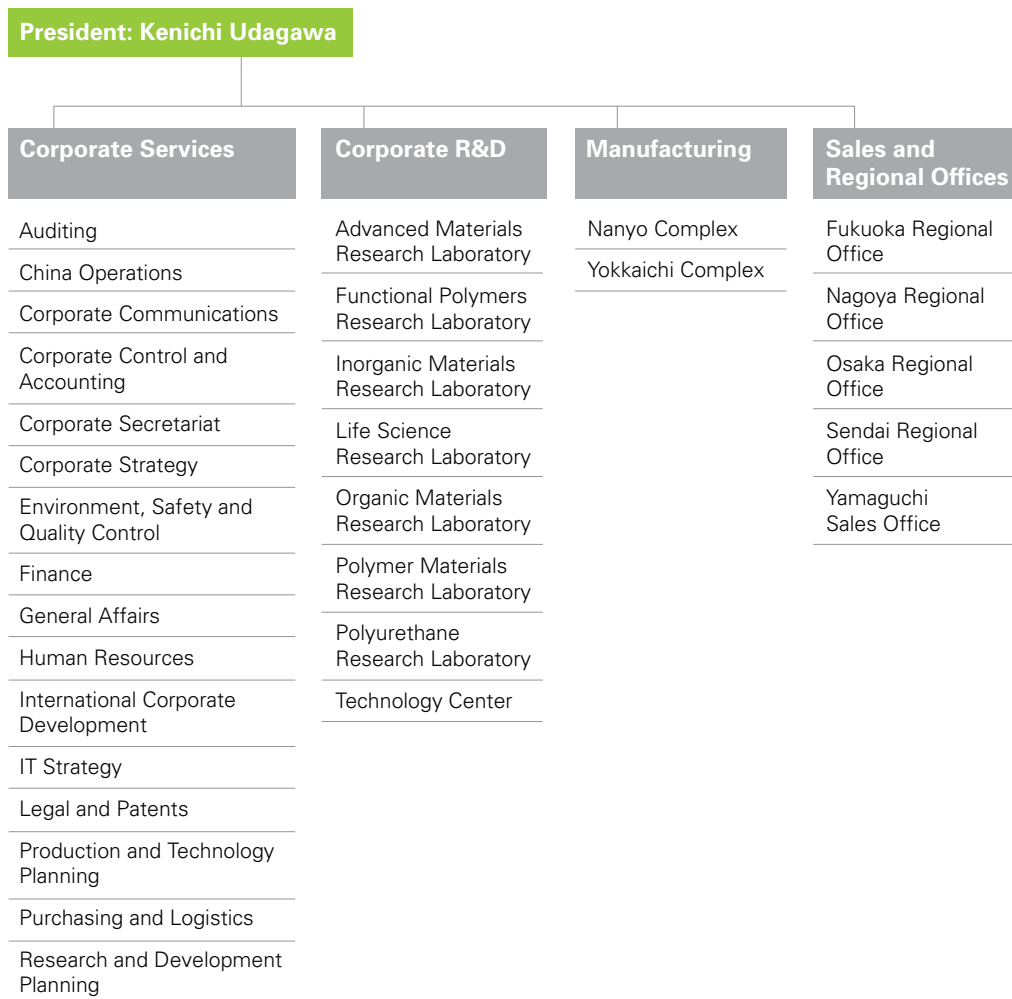 President: Kenichi Udagawa
Corporate Services
Auditing
China Operations
Corporate Communications
Corporate Control and
Accounting
Corporate Secretariat
Corporate Strategy
Environment, Safety and
Quality Control
Finance
General Affairs
Human Resources
International Corporate
Development
IT Strategy
Legal and Patents
Production and Technology
Planning
Purchasing and Logistics
Research and Development
Planning
Corporate R&D
Advanced Materials
Research Laboratory
Functional Polymers
Research Laboratory
Inorganic Materials
Research Laboratory
Life Science
Research Laboratory
Organic Materials
Research Laboratory
Polymer Materials
Research Laboratory
Polyurethane
Research Laboratory
Technology Center
Manufacturing
Nanyo Complex
Yokkaichi Complex
Sales and
Regional Offices
Fukuoka Regional
Office
Nagoya Regional
Office
Osaka Regional
Office
Sendai Regional
Office
Yamaguchi
Sales Office